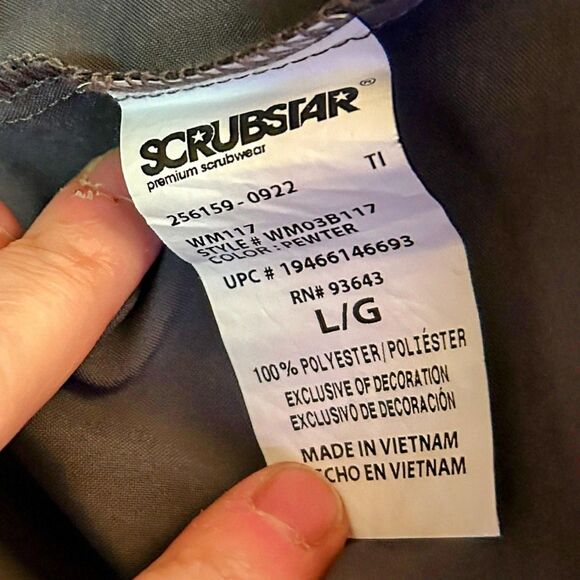 SCRUBSTAR®
premium scrubwear
TI
256159-0922
WM117
STYLE # WM03B117
COLOR : PEWTER
UPC # 19466146693
RN# 93643
L/G
100% POLYESTER/POLIÉSTER
EXCLUSIVE OF DECORATION
EXCLUSIVO DE DECORACIÓN
MADE IN VIETNAM
ECHO EN VIETNAM